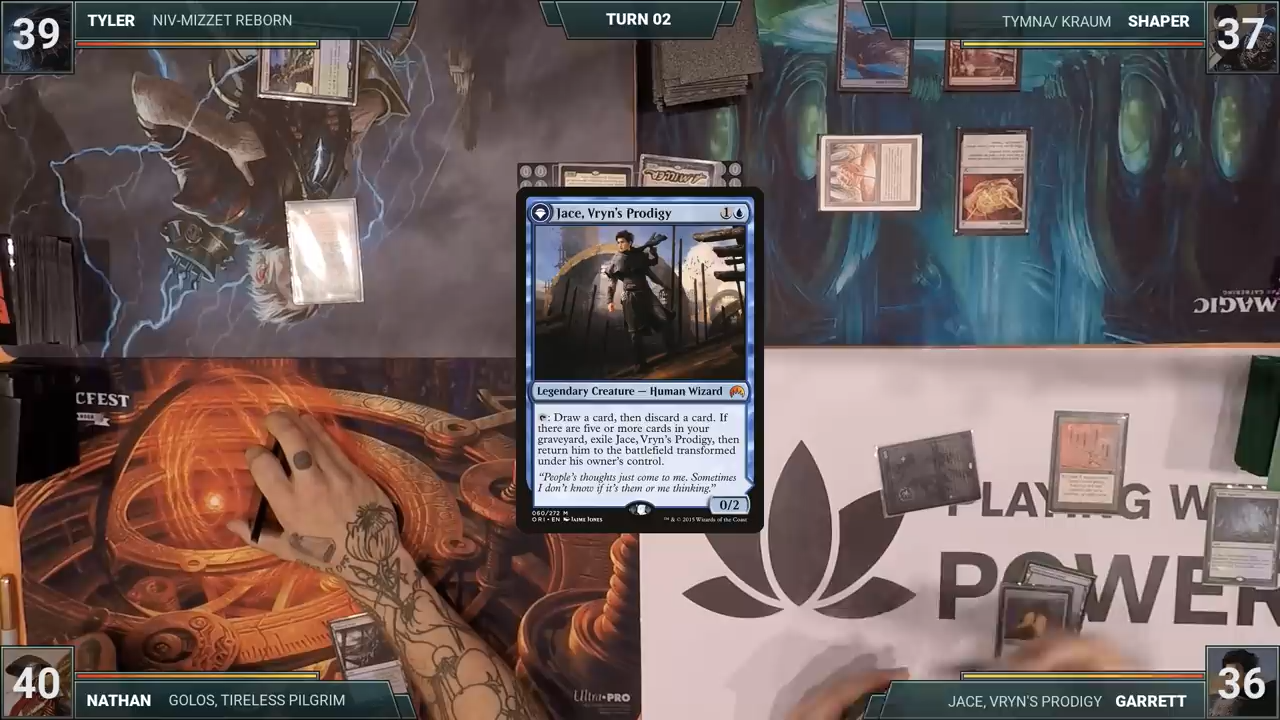 39
TYLER NIV-MIZZET REBORN
TURN 02
TYMNA/ KRAUM SHAPER
37
Jace, Vryn's Prodigy
1
Legendary Creature — Human Wizard
: Draw a card, then discard a card. If
there are five or more cards in your
graveyard, exile Jace, Vryn's Prodigy, then
return him to the battlefield transformed
under his owner's control.
"People's thoughts just come to me. Sometimes
I don't know if it's them or me thinking."
0/2
060/272 M
ORI • EN JAIME JONES
™ & © 2015 Wizards of the Coast
MAGIC
CFEST
PLAYING W
POWER
Ultra•PRO
40
NATHAN GOLOS, TIRELESS PILGRIM
JACE, VRYN'S PRODIGY GARRETT
36